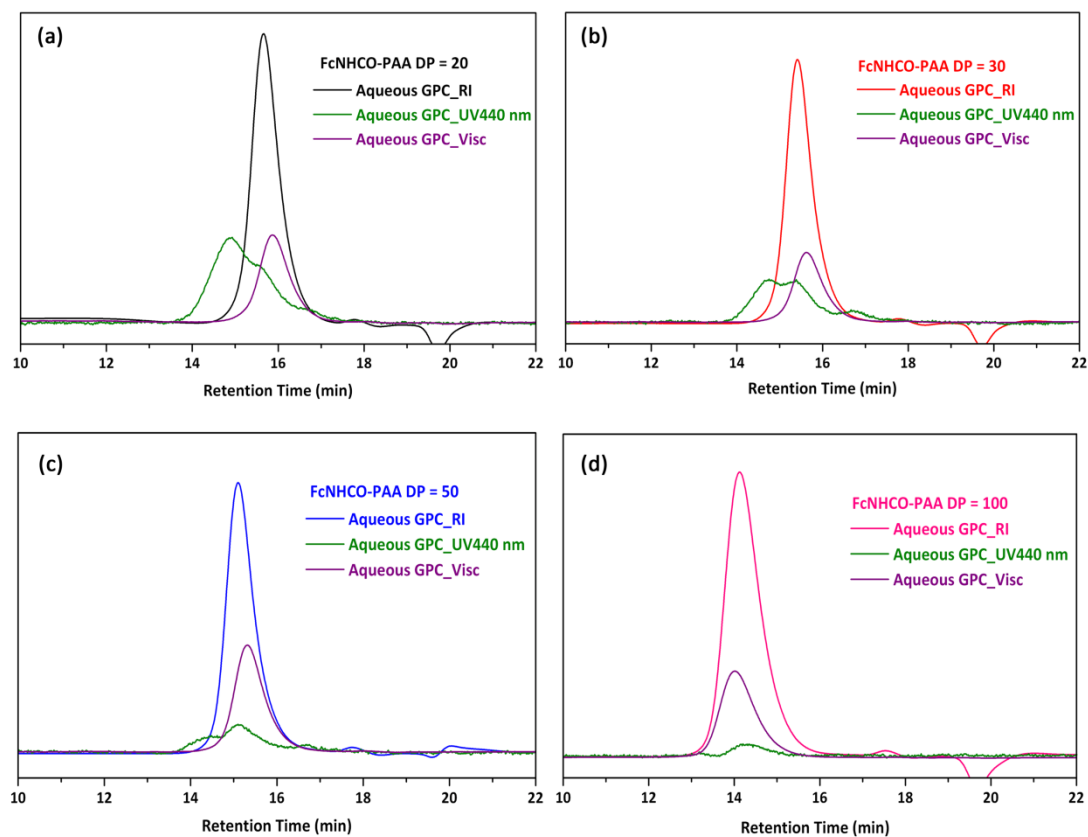 (a)
FcNHCO-PAA DP = 20
Aqueous GPC_RI
Aqueous GPC_UV440 nm
Aqueous GPC_Visc
10 12 14 16 18 20 22
Retention Time (min)
(b)
FcNHCO-PAA DP = 30
Aqueous GPC_RI
Aqueous GPC_UV440 nm
Aqueous GPC_Visc
10 12 14 16 18 20 22
Retention Time (min)
(c)
FcNHCO-PAA DP = 50
Aqueous GPC_RI
Aqueous GPC_UV440 nm
Aqueous GPC_Visc
10 12 14 16 18 20 22
Retention Time (min)
(d)
FcNHCO-PAA DP = 100
Aqueous GPC_RI
Aqueous GPC_UV440 nm
Aqueous GPC_Visc
10 12 14 16 18 20 22
Retention Time (min)